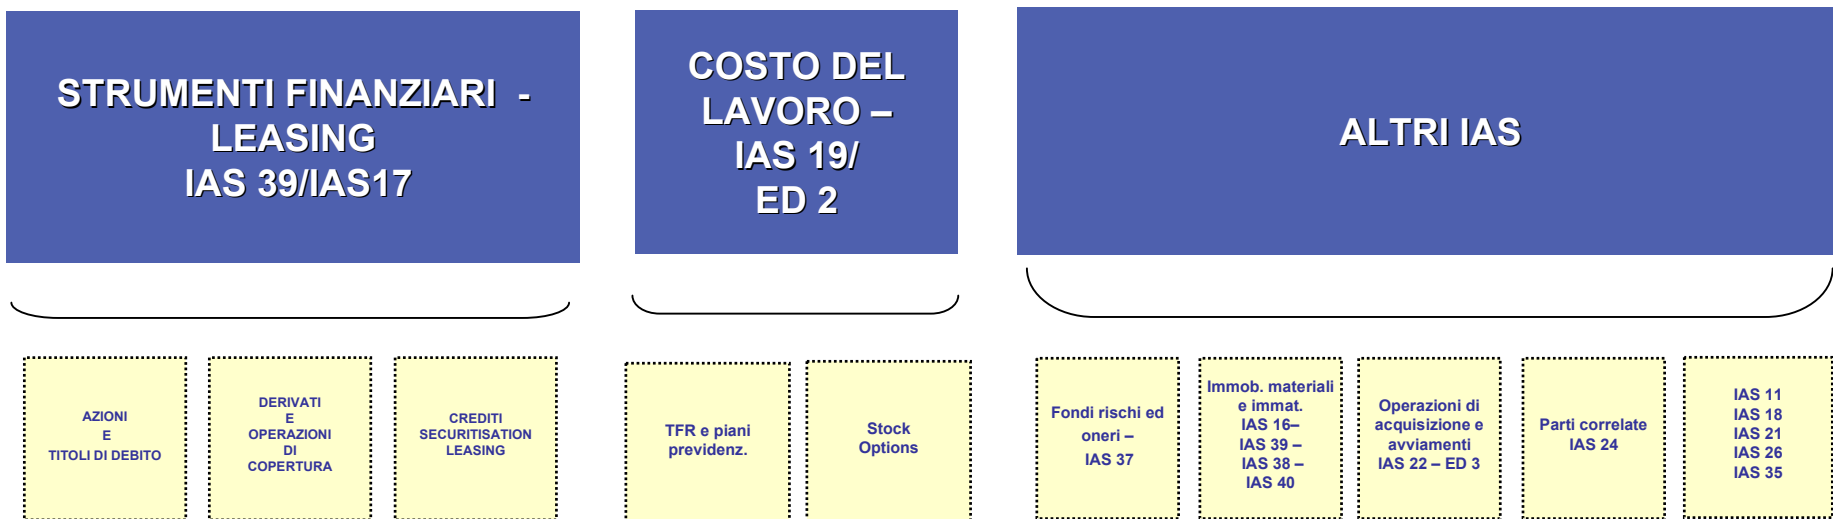 STRUMENTI FINANZIARI -
LEASING
IAS 39/IAS17
COSTO DEL
LAVORO –
IAS 19/
ED 2
ALTRI IAS
AZIONI
E
TITOLI DI DEBITO
DERIVATI
E
OPERAZIONI
DI
COPERTURA
CREDITI
SECURITISATION
LEASING
TFR e piani
previdenz.
Stock
Options
Fondi rischi ed
oneri –
IAS 37
Immob. materiali
e immat.
IAS 16–
IAS 39 –
IAS 38 –
IAS 40
Operazioni di
acquisizione e
avviamenti
IAS 22 – ED 3
Parti correlate
IAS 24
IAS 11
IAS 18
IAS 21
IAS 26
IAS 35